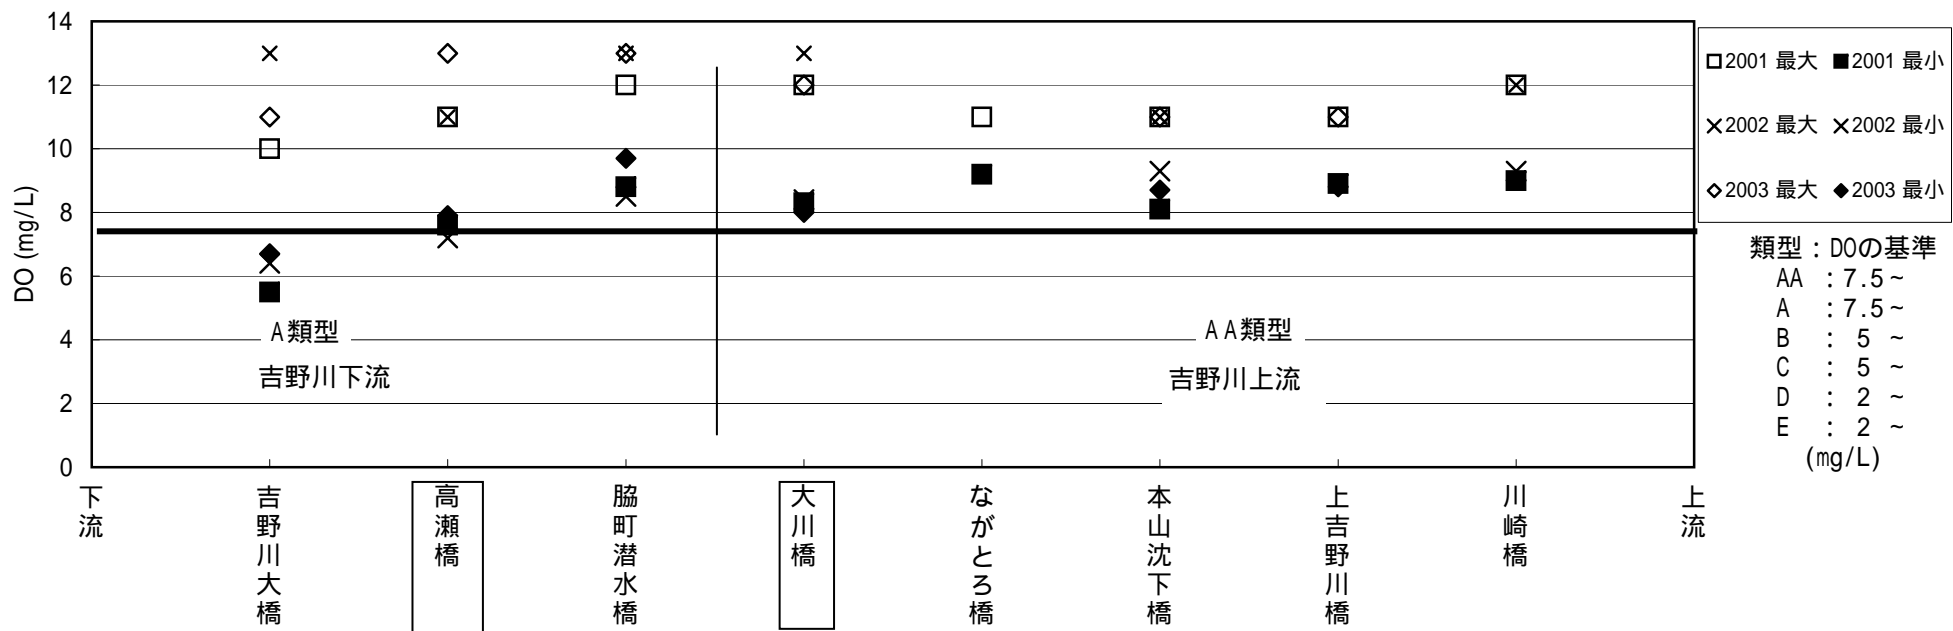 14
12
10
8
6
4
2
0
DO (mg/L)
A類型
吉野川下流
AA類型
吉野川上流
下流
吉野川大橋
高瀬橋
脇町潜水橋
大川橋
ながとろ橋
本山沈下橋
上吉野川橋
川崎橋
上流
2001 最大 2001 最小
2002 最大 2002 最小
2003 最大 2003 最小
類型:DOの基準
AA :7.5~
A :7.5~
B : 5 ~
C : 5 ~
D : 2 ~
E : 2 ~
(mg/L)